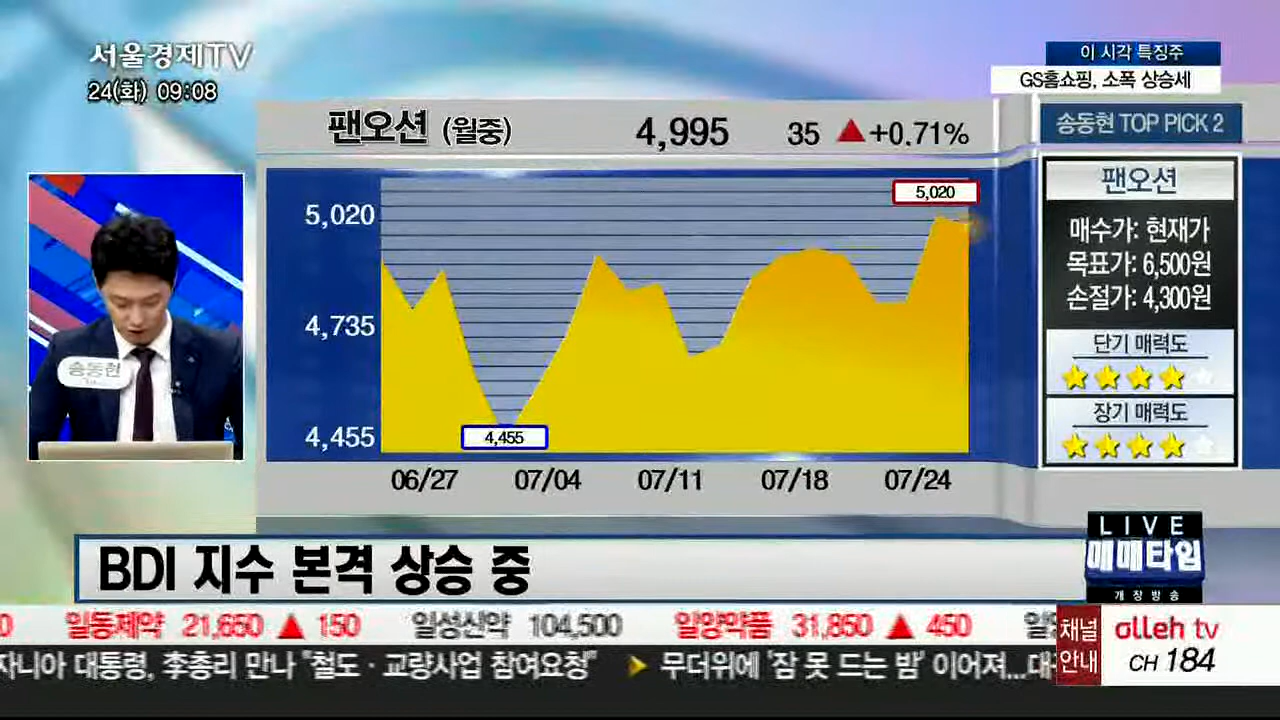 서울경제TV
24(화) 09:08
이 시각 특징주
GS홈쇼핑, 소폭 상승세
팬오션 (월중) 4,995 35 ▲ +0.71%
송동현 TOP PICK 2
팬오션
매수가: 현재가
목표가: 6,500원
손절가: 4,300원
단기 매력도
장기 매력도
5,020
5,020
4,735
4,455
4,455
06/27 07/04 07/11 07/18 07/24
송동현
BDI 지수 본격 상승 중
LIVE
매매타임
개장방송
0 일동제약 21,650 ▲ 150 일성신약 104,500 일양약품 31,850 ▲ 450
자니아 대통령, 李총리 만나 "철도·교량사업 참여요청" 무더위에 '잠 못 드는 밤' 이어져...대
채널
안내
olleh tv
CH 184